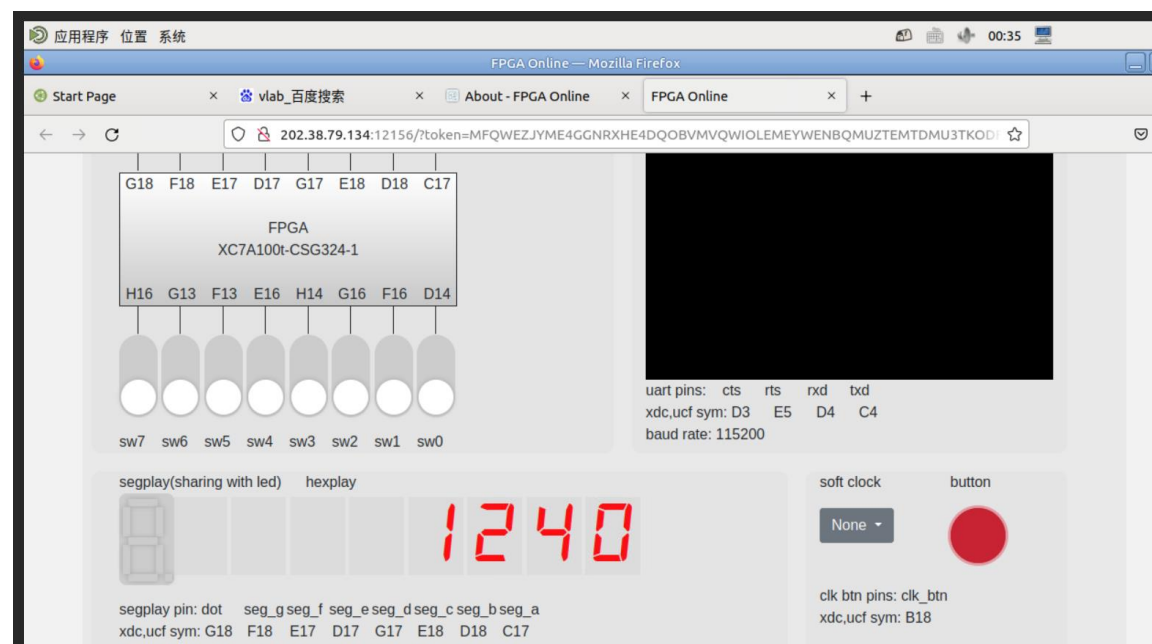 应用程序 位置 系统 00:35
FPGA Online — Mozilla Firefox
Start Page × vlab_百度搜索 × About - FPGA Online × FPGA Online × +
202.38.79.134:12156/?token=MFQWEZJYME4GGNRXHE4DQOBVMVQWIOLEMEYWENBQMUZTEMTDMU3TKOD
G18 F18 E17 D17 G17 E18 D18 C17
FPGA
XC7A100t-CSG324-1
H16 G13 F13 E16 H14 G16 F16 D14
sw7 sw6 sw5 sw4 sw3 sw2 sw1 sw0
uart pins: cts rts rxd txd
xdc,ucf sym: D3 E5 D4 C4
baud rate: 115200
segplay(sharing with led) hexplay
1240
segplay pin: dot seg_g seg_f seg_e seg_d seg_c seg_b seg_a
xdc,ucf sym: G18 F18 E17 D17 G17 E18 D18 C17
soft clock button
None
clk btn pins: clk_btn
xdc,ucf sym: B18